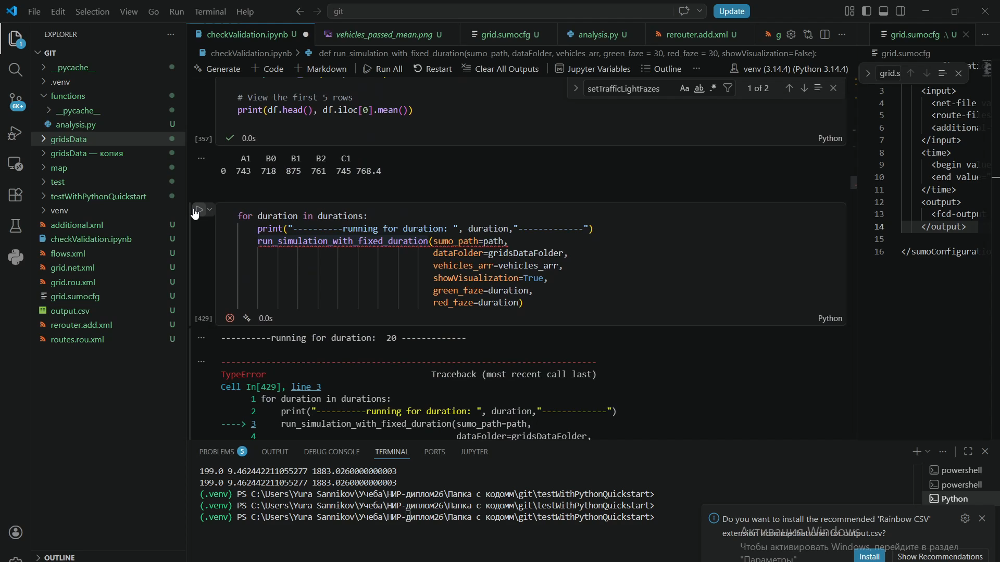 File Edit Selection View Go Run Terminal Help
git
Update
EXPLORER
GIT
__pycache__
.venv
functions
__pycache__
analysis.py U
gridsData
gridsData — копия
map
test
testWithPythonQuickstart
venv
additional.xml U
checkValidation.ipynb U
flows.xml U
grid.net.xml U
grid.rou.xml U
grid.sumocfg U
output.csv U
rerouter.add.xml U
routes.rou.xml U
OUTLINE
1
6K+
checkValidation.ipynb U
vehicles_passed_mean.png U
grid.sumocfg U
analysis.py U
rerouter.add.xml U
g
checkValidation.ipynb > def run_simulation_with_fixed_duration(sumo_path, dataFolder, vehicles_arr, green_faze = 30, red_faze = 30, showVisualization=False):
Generate + Code + Markdown Run All Restart Clear All Outputs Jupyter Variables Outline ... venv (3.14.4) (Python 3.14.4)
setTrafficLightFazes Aa ab .* 1 of 2
# View the first 5 rows
print(df.head(), df.iloc[0].mean())
[357] 0.0s Python
A1 B0 B1 B2 C1
0 743 718 875 761 745 768.4
for duration in durations:
print("----------running for duration: ", duration,"-------------")
run_simulation_with_fixed_duration(sumo_path=path,
dataFolder=gridsDataFolder,
vehicles_arr=vehicles_arr,
showVisualization=True,
green_faze=duration,
red_faze=duration)
[429] 0.0s Python
----------running for duration:  20 -------------
---------------------------------------------------------------------------
TypeError Traceback (most recent call last)
Cell In[429], line 3
1 for duration in durations:
2 print("----------running for duration: ", duration,"-------------")
----> 3 run_simulation_with_fixed_duration(sumo_path=path,
4 dataFolder=gridsDataFolder,
grid.sumocfg .\ U
grid.sumocfg
grid.s
3 <input>
4 <net-file va
5 <route-files
6 <additional-
7 </input>
8 <time>
9 <begin value
10 <end value="
11 </time>
12 <output>
13 <fcd-output
14 </output>
15
16 </sumoConfiguratio
PROBLEMS 5 OUTPUT DEBUG CONSOLE TERMINAL PORTS JUPYTER
199.0 9.462442211055277 1883.0260000000003
199.0 9.462442211055277 1883.0260000000003
(.venv) PS C:\Users\Yura Sannikov\Учеба\НИР-диплом26\Папка с кодомм\git\testWithPythonQuickstart>
(.venv) PS C:\Users\Yura Sannikov\Учеба\НИР-диплом26\Папка с кодомм\git\testWithPythonQuickstart>
(.venv) PS C:\Users\Yura Sannikov\Учеба\НИР-диплом26\Папка с кодомм\git\testWithPythonQuickstart>
powershell
powershell
Python
Do you want to install the recommended 'Rainbow CSV'
extension from mechatroner for output.csv?
Install Show Recommendations
Активация Windows
Чтобы активировать Windows, перейдите в раздел
"Параметры".